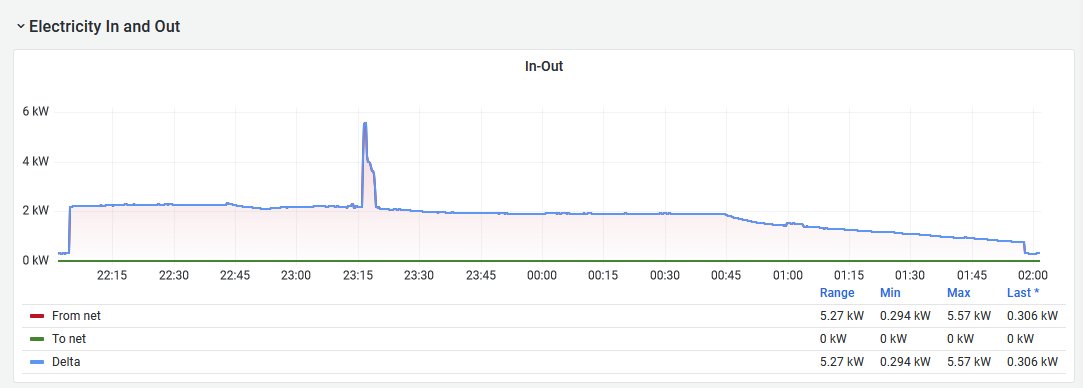 Electricity In and Out
In-Out
6 kW
4 kW
2 kW
0 kW
22:15 22:30 22:45 23:00 23:15 23:30 23:45 00:00 00:15 00:30 00:45 01:00 01:15 01:30 01:45 02:00
Range Min Max Last *
From net 5.27 kW 0.294 kW 5.57 kW 0.306 kW
To net 0 kW 0 kW 0 kW 0 kW
Delta 5.27 kW 0.294 kW 5.57 kW 0.306 kW